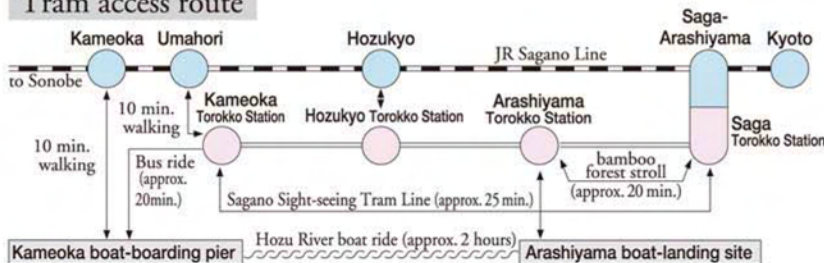 Tram access route
Kameoka
Umahori
Hozukyo
Saga-
Arashiyama
Kyoto
JR Sagano Line
to Sonobe
10 min.
walking
10 min.
walking
Kameoka
Torokko Station
Hozukyo Torokko Station
Arashiyama
Torokko Station
Saga
Torokko Station
Bus ride
(approx.
20min.)
bamboo
forest stroll
(approx. 20 min.)
Sagano Sight-seeing Tram Line (approx. 25 min.)
Kameoka boat-boarding pier
Hozu River boat ride (approx. 2 hours)
Arashiyama boat-landing site